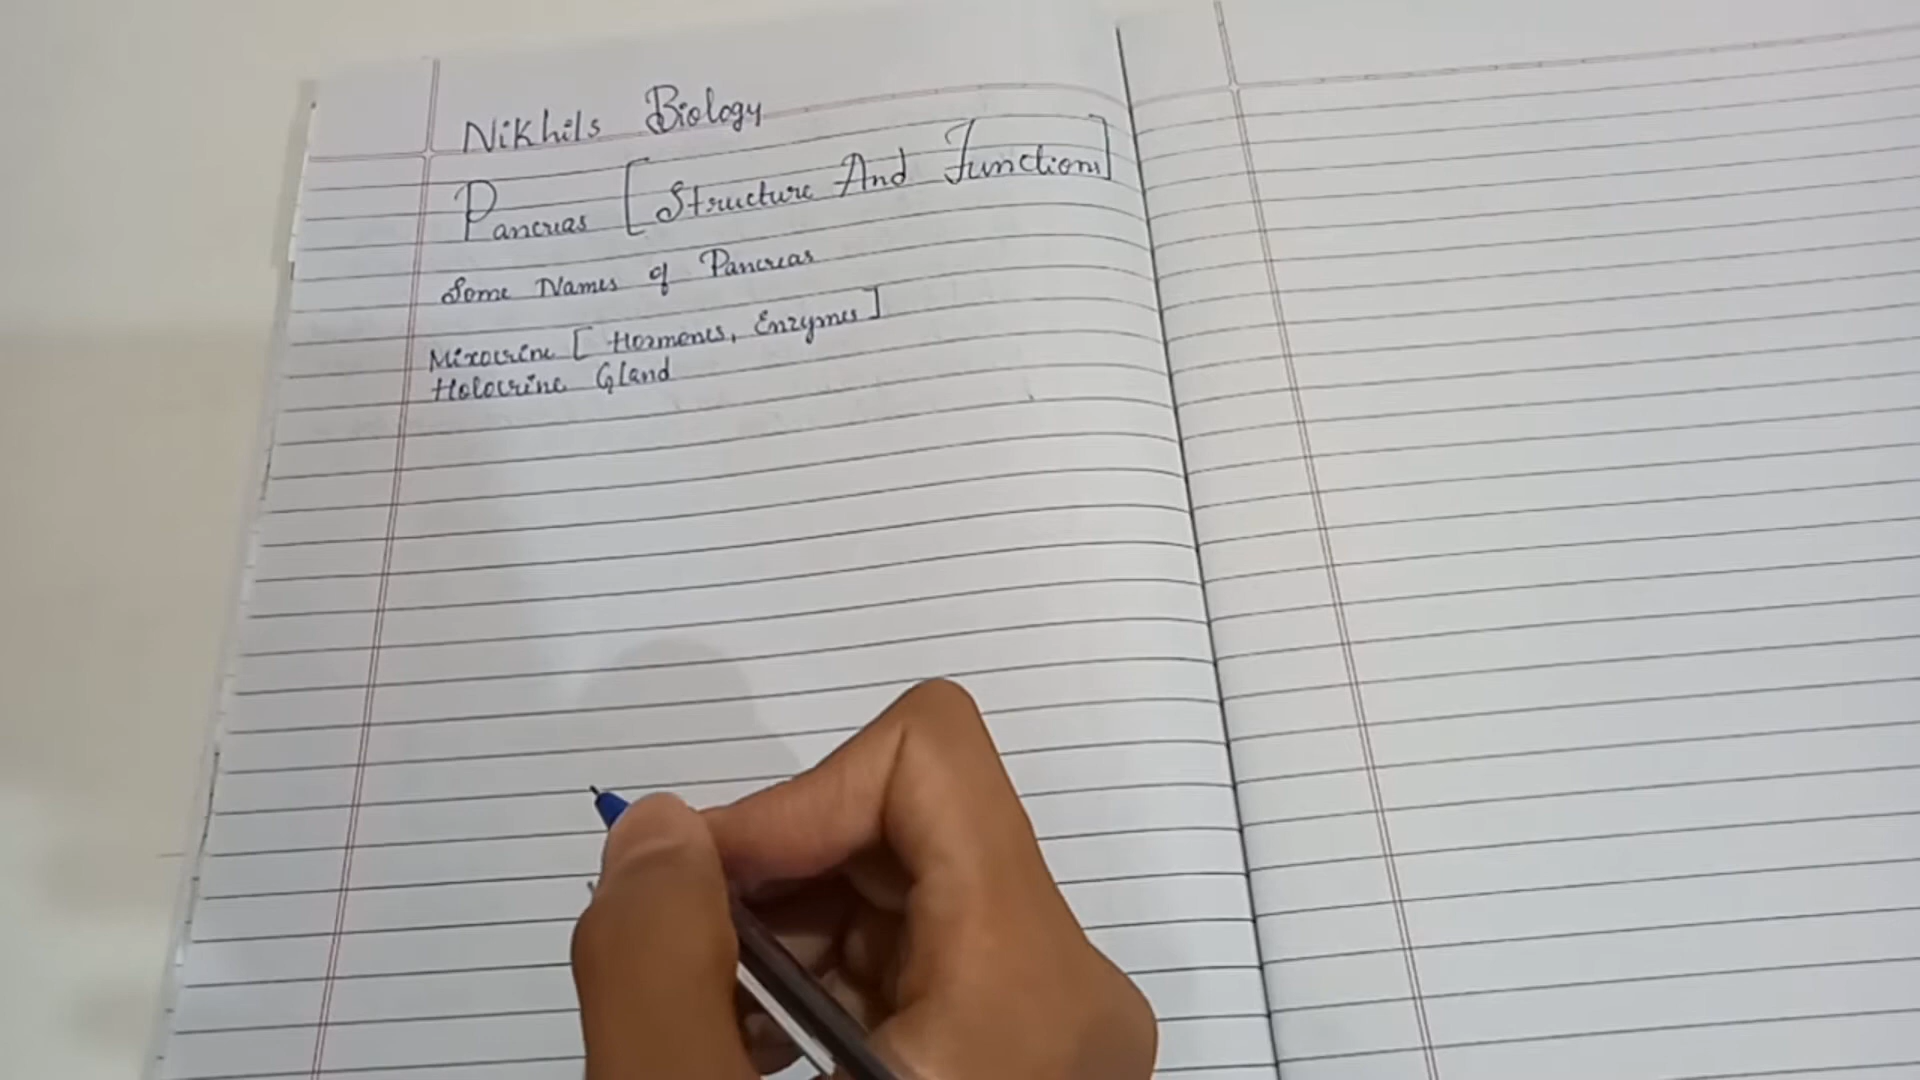 Nikhils Biology
Pancreas [Structure And Functions]
Some Names of Pancreas
Mixocrine [ Hormones, Enzymes ]
Holocrine Gland